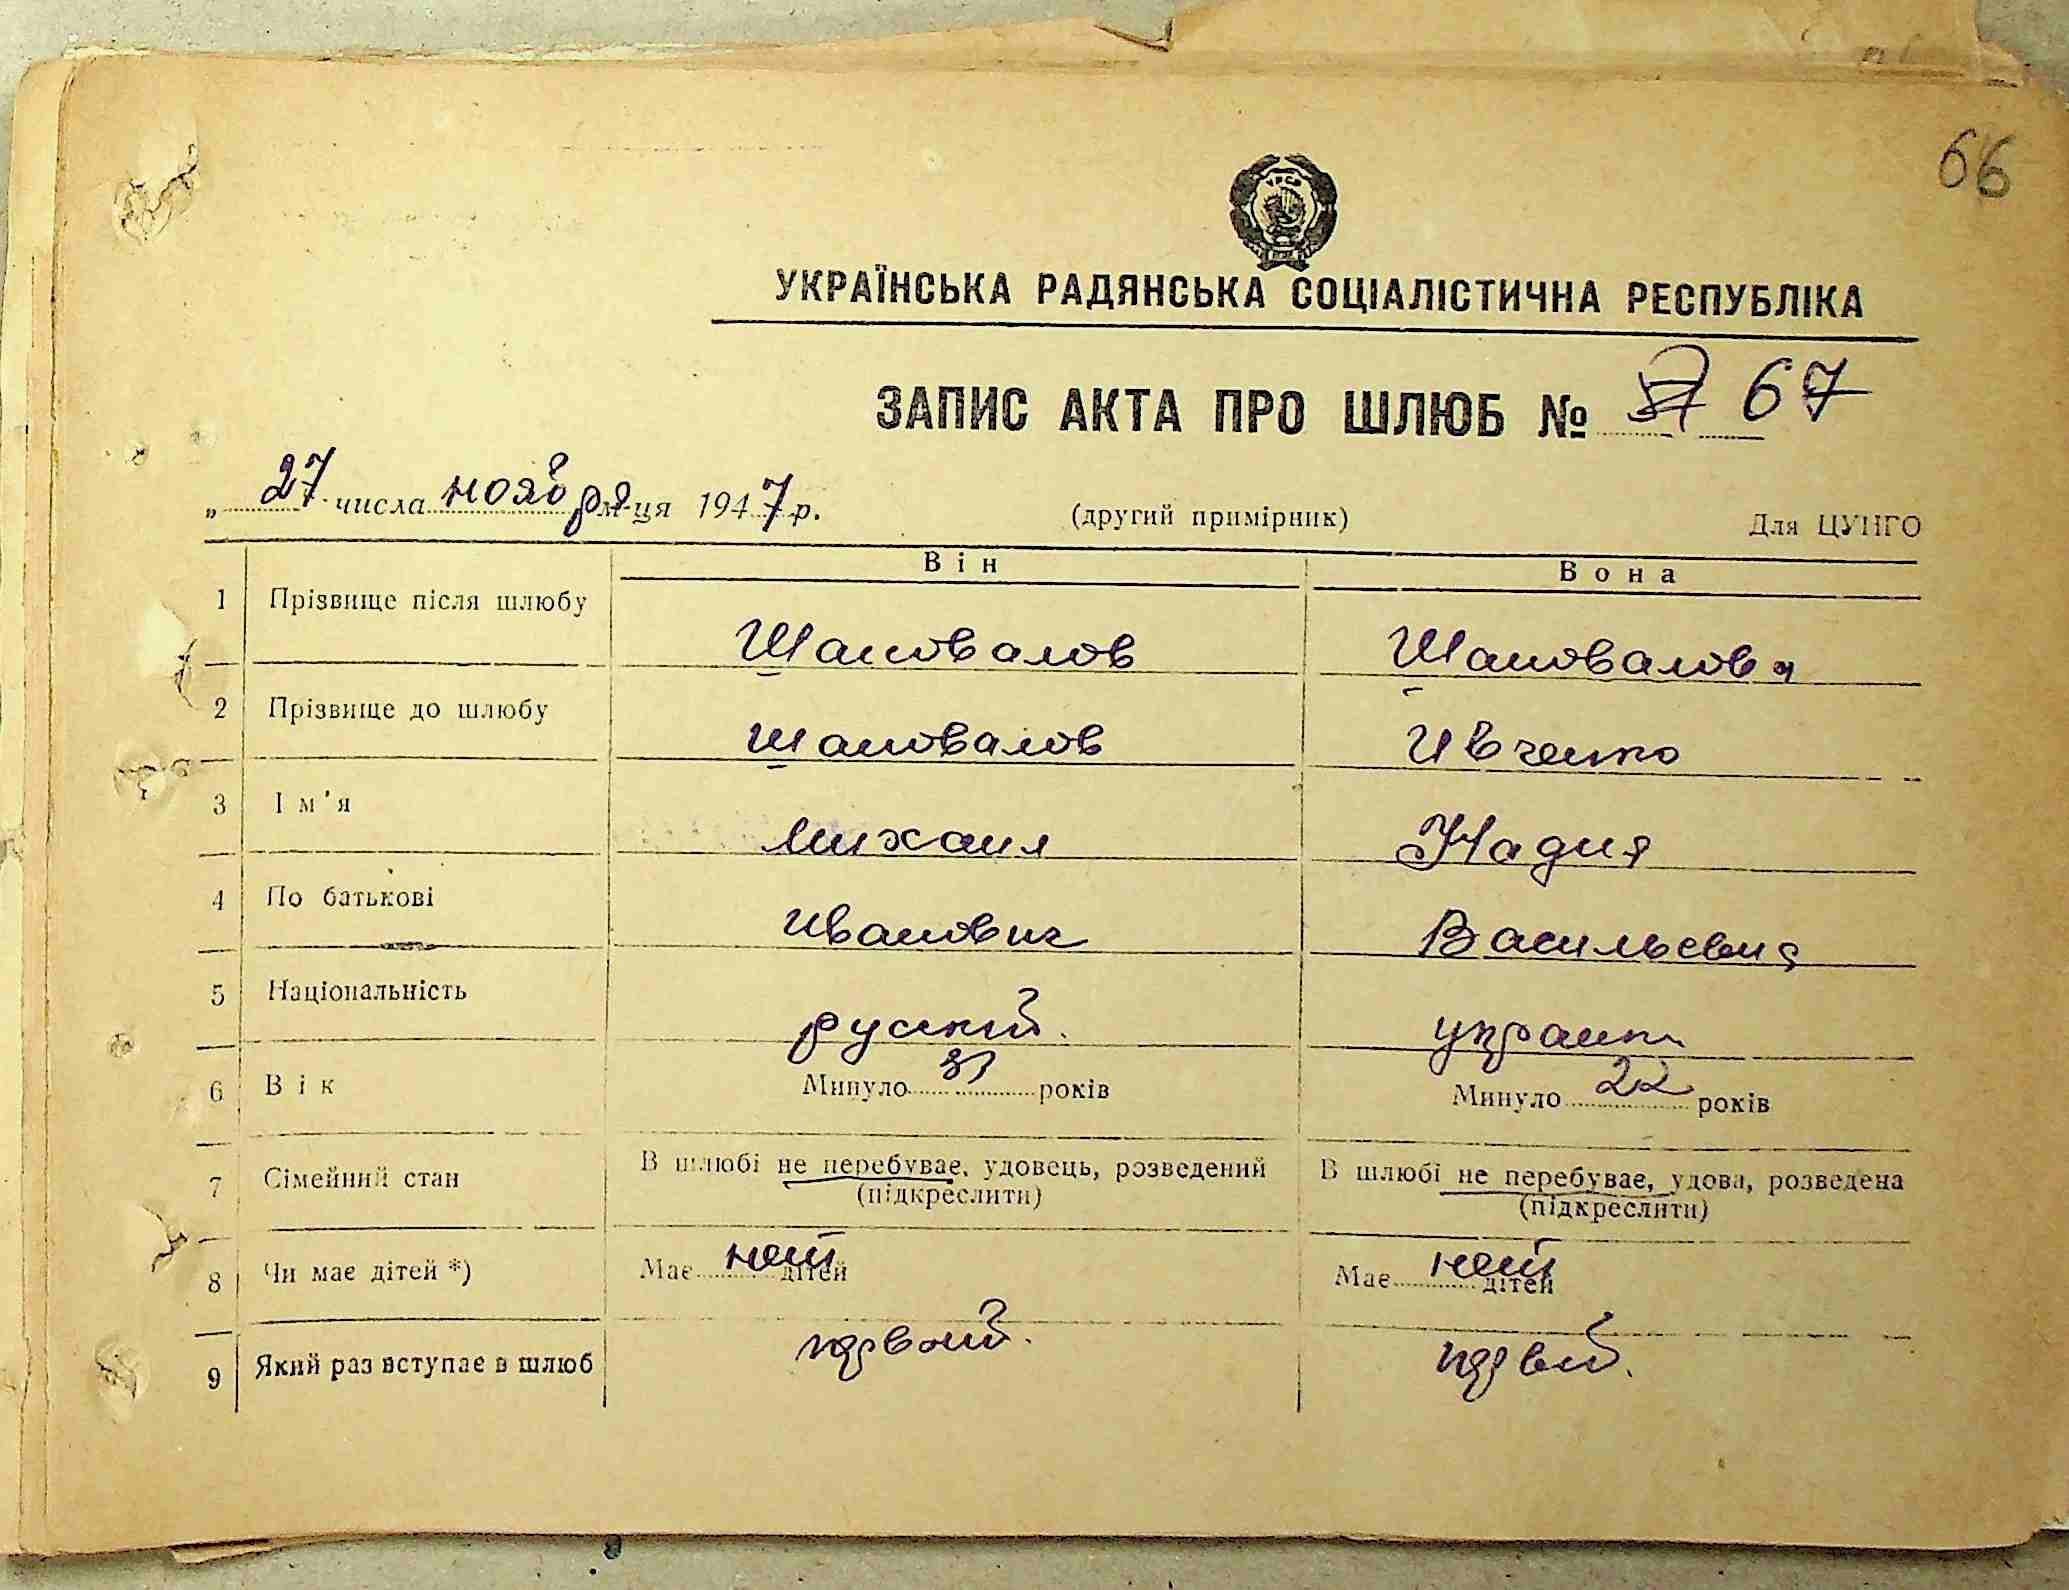 66
УРСР
УКРАЇНСЬКА РАДЯНСЬКА СОЦІАЛІСТИЧНА РЕСПУБЛІКА
ЗАПИС АКТА ПРО ШЛЮБ № 67
„ 27 числа ноября м-ця 1947 р. (другий примірник) Для ЦУНГО
Він Вона
1 Прізвище після шлюбу Шаповалов Шаповалова
2 Прізвище до шлюбу Шаповалов Ивченко
3 Ім'я Михаил Надия
4 По батькові Иванович Васильевна
5 Національність руский. украин
6 Вік Минуло років Минуло 22 років
7 Сімейний стан В шлюбі не перебуває, удовець, розведений В шлюбі не перебуває, удова, розведена
(підкреслити) (підкреслити)
8 Чи має дітей *) Має нет дітей Має нет дітей
9 Який раз вступає в шлюб первый. первый.